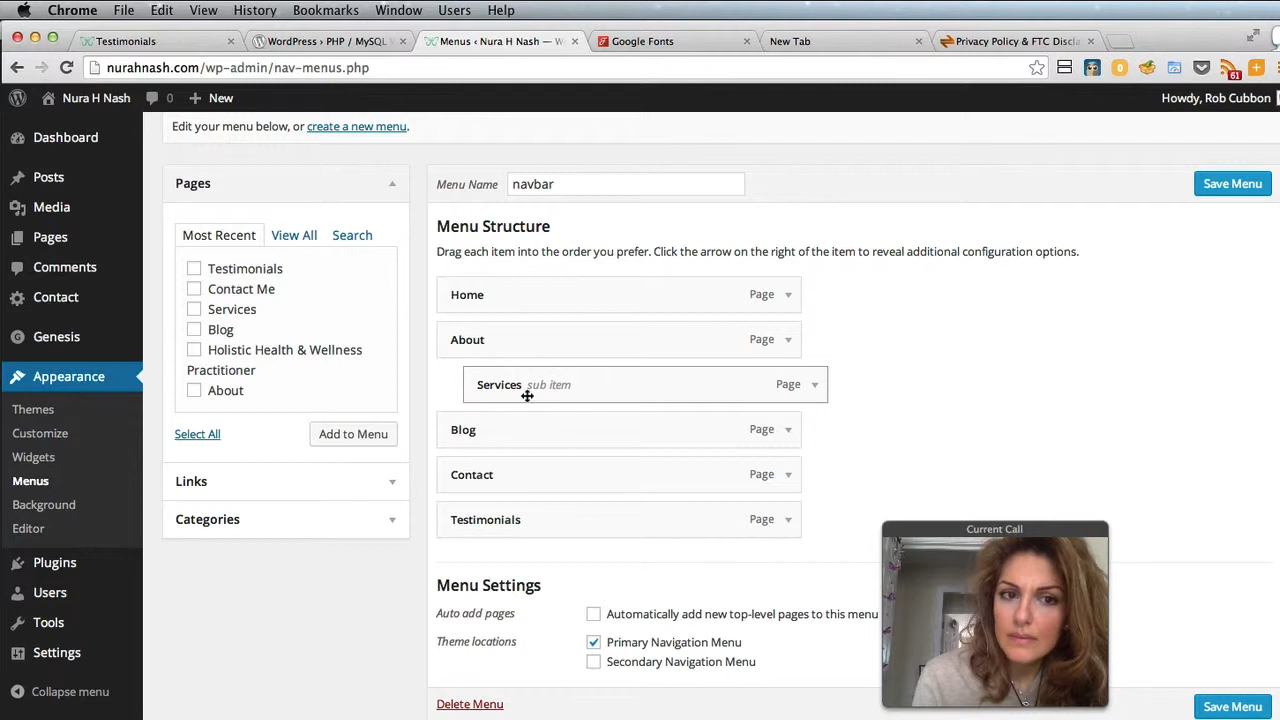 Chrome File Edit View History Bookmarks Window Users Help
Testimonials
WordPress › PHP / MySQL
Menus ‹ Nura H Nash — W
Google Fonts
New Tab
Privacy Policy & FTC Discla
nurahnash.com/wp-admin/nav-menus.php
61
Nura H Nash 0 New
Howdy, Rob Cubbon
Dashboard
Posts
Media
Pages
Comments
Contact
Genesis
Appearance
Themes
Customize
Widgets
Menus
Background
Editor
Plugins
Users
Tools
Settings
Collapse menu
Edit your menu below, or create a new menu.
Pages
Most Recent View All Search
Testimonials
Contact Me
Services
Blog
Holistic Health & Wellness
Practitioner
About
Select All
Add to Menu
Links
Categories
Menu Name navbar
Save Menu
Menu Structure
Drag each item into the order you prefer. Click the arrow on the right of the item to reveal additional configuration options.
Home Page
About Page
Services sub item Page
Blog Page
Contact Page
Testimonials Page
Menu Settings
Auto add pages Automatically add new top-level pages to this menu
Theme locations Primary Navigation Menu
Secondary Navigation Menu
Delete Menu
Save Menu
Current Call